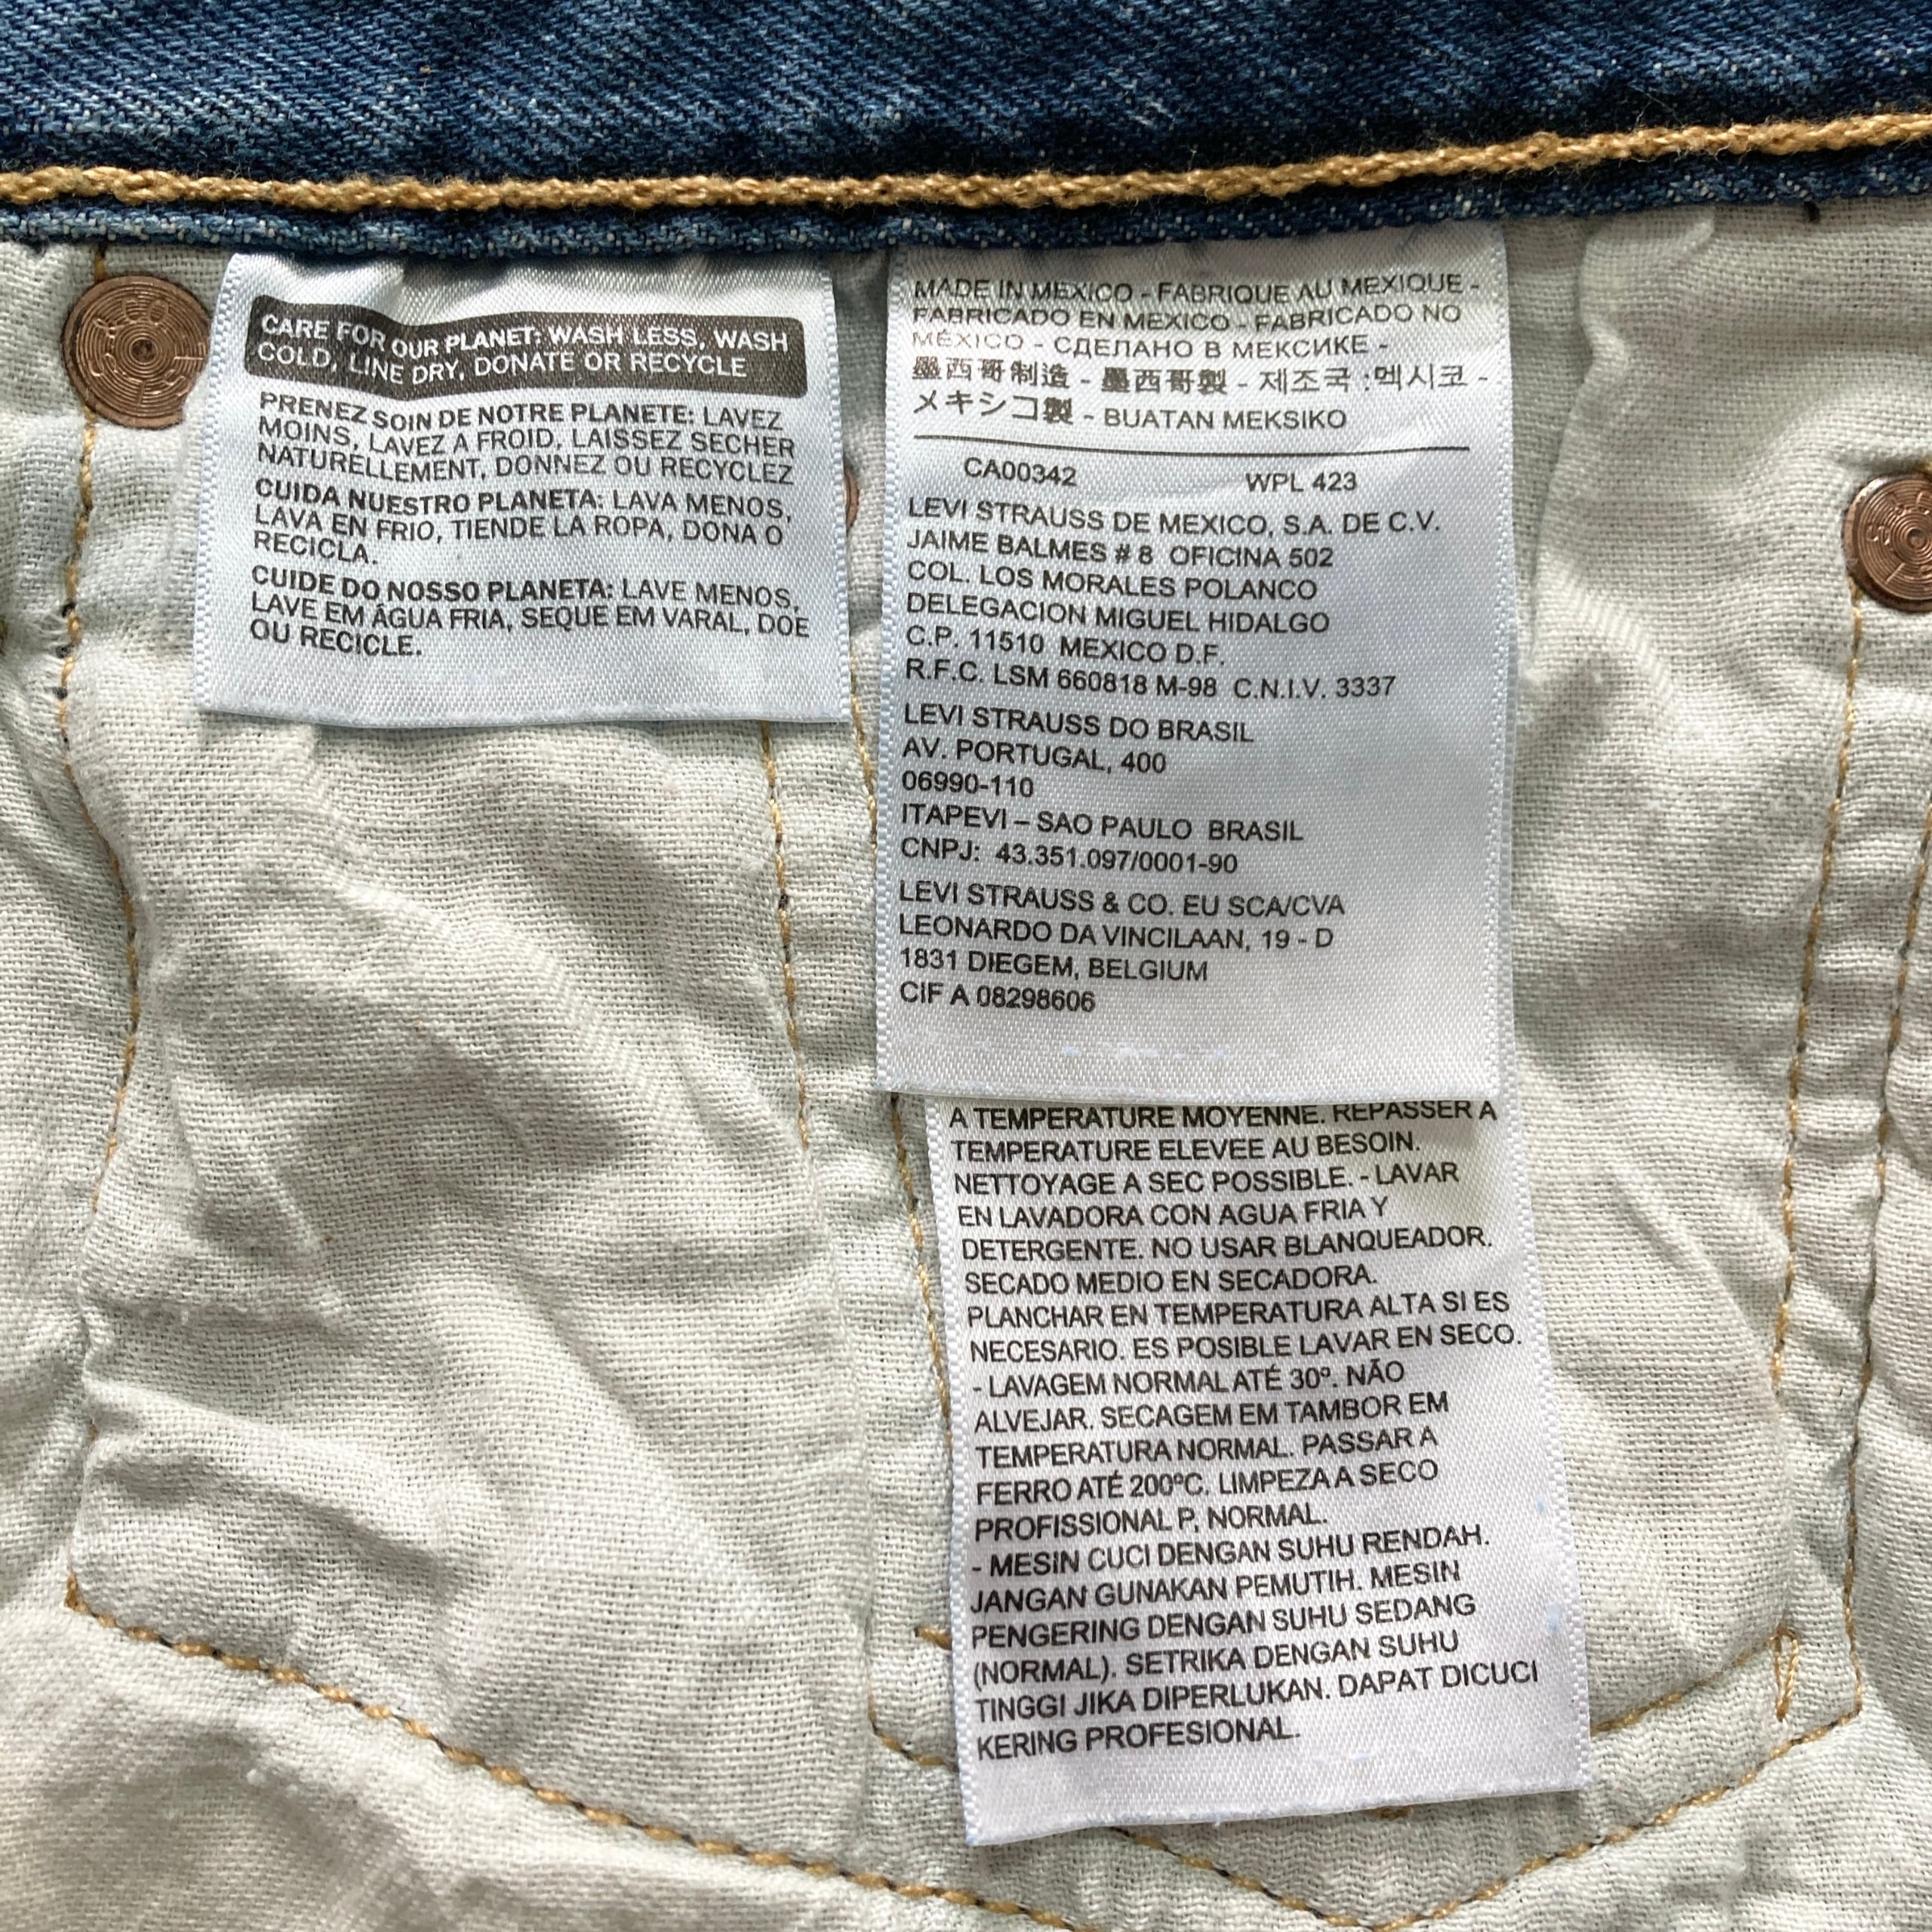 CARE FOR OUR PLANET: WASH LESS, WASH
COLD, LINE DRY, DONATE OR RECYCLE
PRENEZ SOIN DE NOTRE PLANETE: LAVEZ
MOINS, LAVEZ A FROID, LAISSEZ SECHER
NATURELLEMENT, DONNEZ OU RECYCLEZ
CUIDA NUESTRO PLANETA: LAVA MENOS,
LAVA EN FRIO, TIENDE LA ROPA, DONA O
RECICLA.
CUIDE DO NOSSO PLANETA: LAVE MENOS,
LAVE EM ÁGUA FRIA, SEQUE EM VARAL, DOE
OU RECICLE.
MADE IN MEXICO - FABRIQUE AU MEXIQUE -
FABRICADO EN MEXICO - FABRICADO NO
MÉXICO - СДЕЛАНО В МЕКСИКЕ -
墨西哥制造 - 墨西哥製 - 제조국 :멕시코 -
メキシコ製 - BUATAN MEKSIKO
CA00342 WPL 423
LEVI STRAUSS DE MEXICO, S.A. DE C.V.
JAIME BALMES # 8 OFICINA 502
COL. LOS MORALES POLANCO
DELEGACION MIGUEL HIDALGO
C.P. 11510 MEXICO D.F.
R.F.C. LSM 660818 M-98 C.N.I.V. 3337
LEVI STRAUSS DO BRASIL
AV. PORTUGAL, 400
06990-110
ITAPEVI – SAO PAULO BRASIL
CNPJ: 43.351.097/0001-90
LEVI STRAUSS & CO. EU SCA/CVA
LEONARDO DA VINCILAAN, 19 - D
1831 DIEGEM, BELGIUM
CIF A 08298606
A TEMPERATURE MOYENNE. REPASSER A
TEMPERATURE ELEVEE AU BESOIN.
NETTOYAGE A SEC POSSIBLE. - LAVAR
EN LAVADORA CON AGUA FRIA Y
DETERGENTE. NO USAR BLANQUEADOR.
SECADO MEDIO EN SECADORA.
PLANCHAR EN TEMPERATURA ALTA SI ES
NECESARIO. ES POSIBLE LAVAR EN SECO.
- LAVAGEM NORMAL ATÉ 30º. NÃO
ALVEJAR. SECAGEM EM TAMBOR EM
TEMPERATURA NORMAL. PASSAR A
FERRO ATÉ 200ºC. LIMPEZA A SECO
PROFISSIONAL P, NORMAL.
- MESIN CUCI DENGAN SUHU RENDAH.
JANGAN GUNAKAN PEMUTIH. MESIN
PENGERING DENGAN SUHU SEDANG
(NORMAL). SETRIKA DENGAN SUHU
TINGGI JIKA DIPERLUKAN. DAPAT DICUCI
KERING PROFESIONAL.